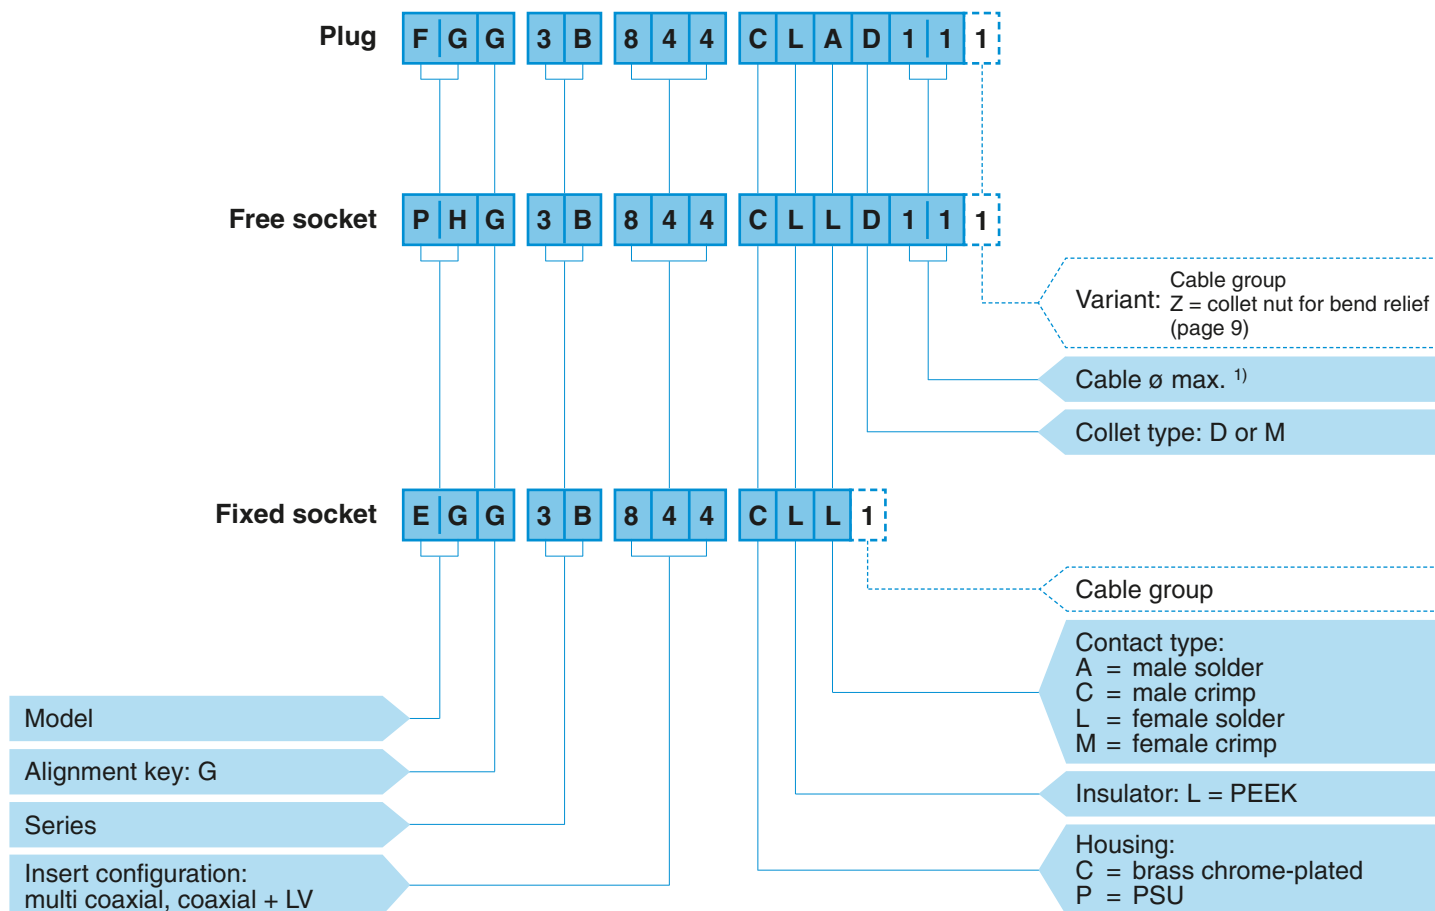 Plug F G G 3 B 8 4 4 C L A D 1 1 1
Free socket P H G 3 B 8 4 4 C L L D 1 1 1
Variant: Cable group
Z = collet nut for bend relief
(page 9)
Cable ø max. 1)
Collet type: D or M
Fixed socket E G G 3 B 8 4 4 C L L 1
Cable group
Contact type:
A = male solder
C = male crimp
L = female solder
M = female crimp
Model
Alignment key: G
Insulator: L = PEEK
Series
Insert configuration:
multi coaxial, coaxial + LV
Housing:
C = brass chrome-plated
P = PSU